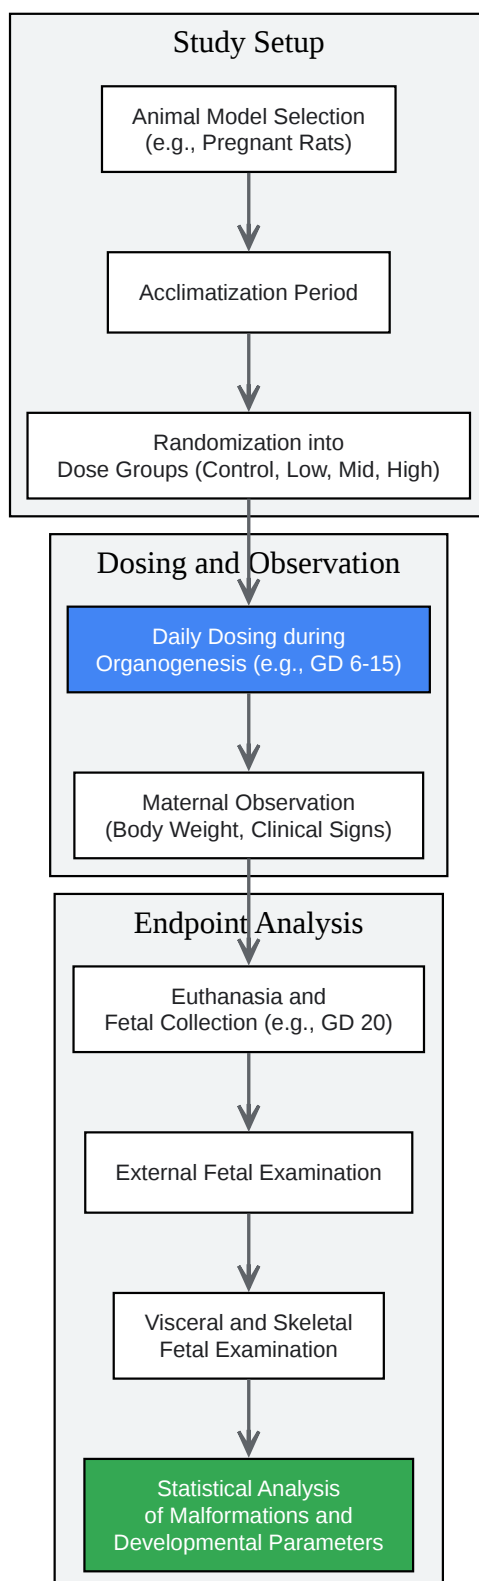 Study Setup
Animal Model Selection
(e.g., Pregnant Rats)
Acclimatization Period
Randomization into
Dose Groups (Control, Low, Mid, High)
Dosing and Observation
Daily Dosing during
Organogenesis (e.g., GD 6-15)
Maternal Observation
(Body Weight, Clinical Signs)
Endpoint Analysis
Euthanasia and
Fetal Collection (e.g., GD 20)
External Fetal Examination
Visceral and Skeletal
Fetal Examination
Statistical Analysis
of Malformations and
Developmental Parameters